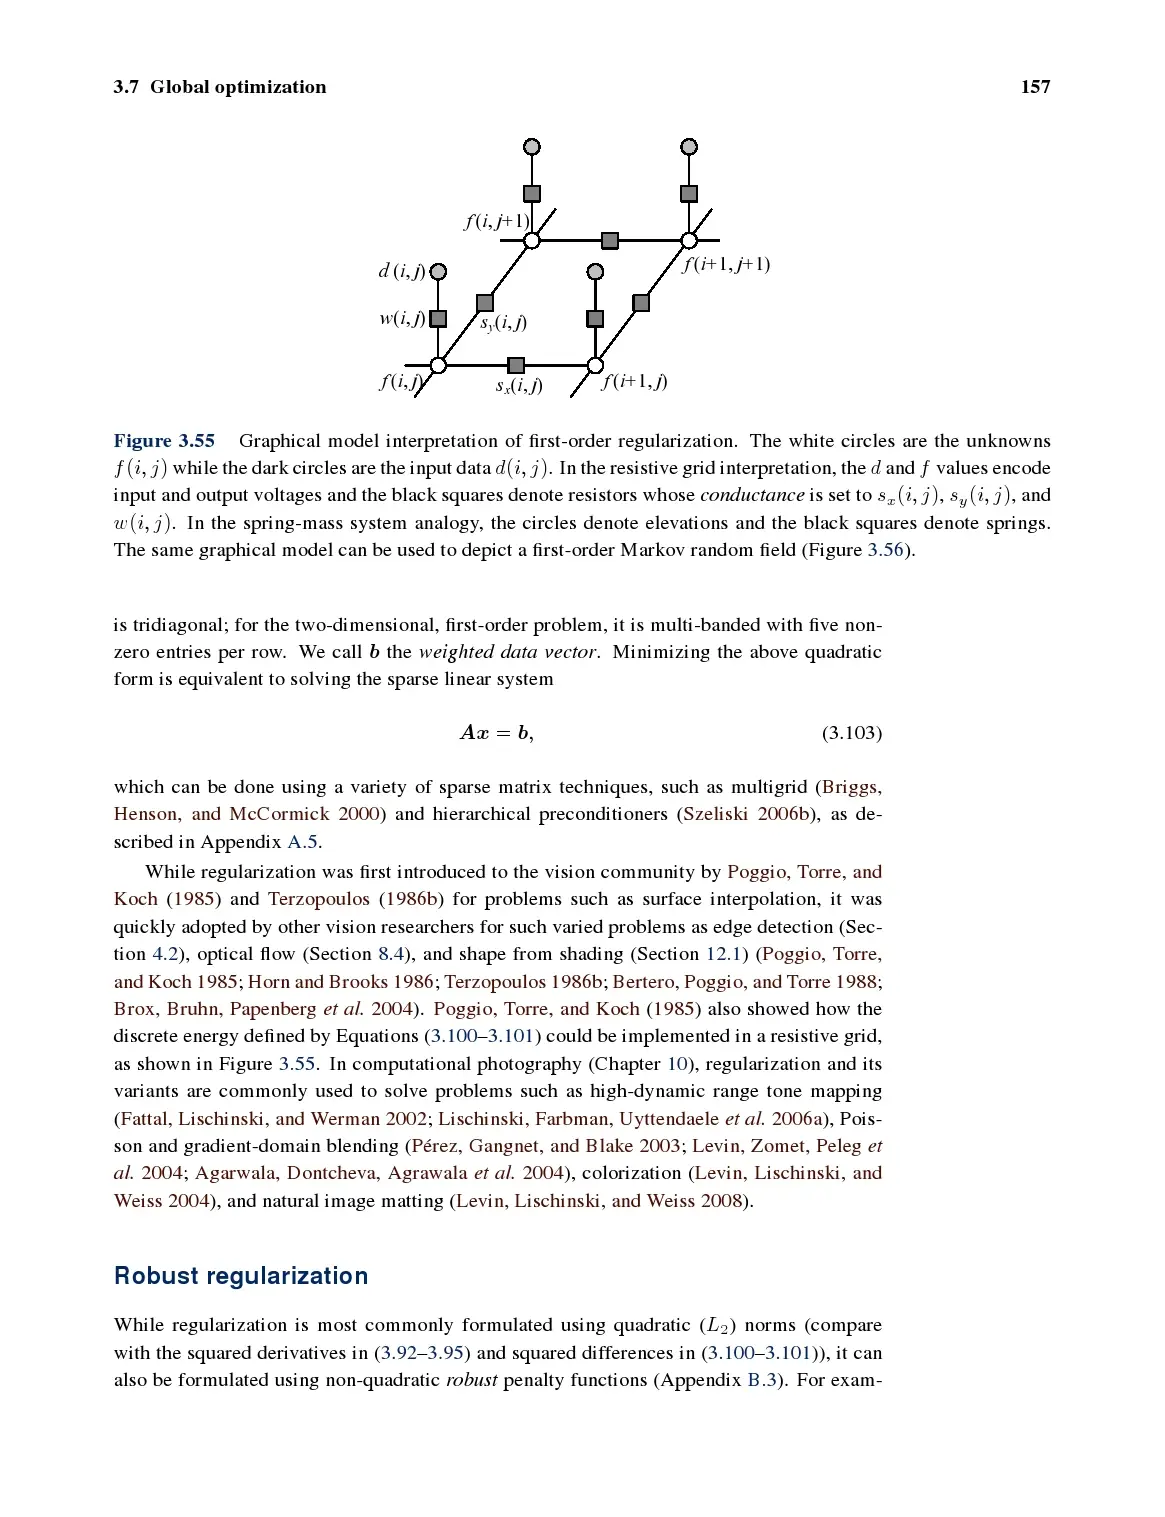 3.7 Global optimization 157
f(i, j+1)
f(i+1, j+1)
d (i, j)
w(i, j)
s_y(i, j)
f(i, j)
s_x(i, j)
f(i+1, j)
Figure 3.55 Graphical model interpretation of first-order regularization. The white circles are the unknowns
f(i, j) while the dark circles are the input data d(i, j). In the resistive grid interpretation, the d and f values encode
input and output voltages and the black squares denote resistors whose conductance is set to s_x(i, j), s_y(i, j), and
w(i, j). In the spring-mass system analogy, the circles denote elevations and the black squares denote springs.
The same graphical model can be used to depict a first-order Markov random field (Figure 3.56).
is tridiagonal; for the two-dimensional, first-order problem, it is multi-banded with five non-
zero entries per row. We call b the weighted data vector. Minimizing the above quadratic
form is equivalent to solving the sparse linear system
Ax = b, (3.103)
which can be done using a variety of sparse matrix techniques, such as multigrid (Briggs,
Henson, and McCormick 2000) and hierarchical preconditioners (Szeliski 2006b), as de-
scribed in Appendix A.5.
While regularization was first introduced to the vision community by Poggio, Torre, and
Koch (1985) and Terzopoulos (1986b) for problems such as surface interpolation, it was
quickly adopted by other vision researchers for such varied problems as edge detection (Sec-
tion 4.2), optical flow (Section 8.4), and shape from shading (Section 12.1) (Poggio, Torre,
and Koch 1985; Horn and Brooks 1986; Terzopoulos 1986b; Bertero, Poggio, and Torre 1988;
Brox, Bruhn, Papenberg et al. 2004). Poggio, Torre, and Koch (1985) also showed how the
discrete energy defined by Equations (3.100–3.101) could be implemented in a resistive grid,
as shown in Figure 3.55. In computational photography (Chapter 10), regularization and its
variants are commonly used to solve problems such as high-dynamic range tone mapping
(Fattal, Lischinski, and Werman 2002; Lischinski, Farbman, Uyttendaele et al. 2006a), Pois-
son and gradient-domain blending (Pérez, Gangnet, and Blake 2003; Levin, Zomet, Peleg et
al. 2004; Agarwala, Dontcheva, Agrawala et al. 2004), colorization (Levin, Lischinski, and
Weiss 2004), and natural image matting (Levin, Lischinski, and Weiss 2008).
Robust regularization
While regularization is most commonly formulated using quadratic (L_2) norms (compare
with the squared derivatives in (3.92–3.95) and squared differences in (3.100–3.101)), it can
also be formulated using non-quadratic robust penalty functions (Appendix B.3). For exam-